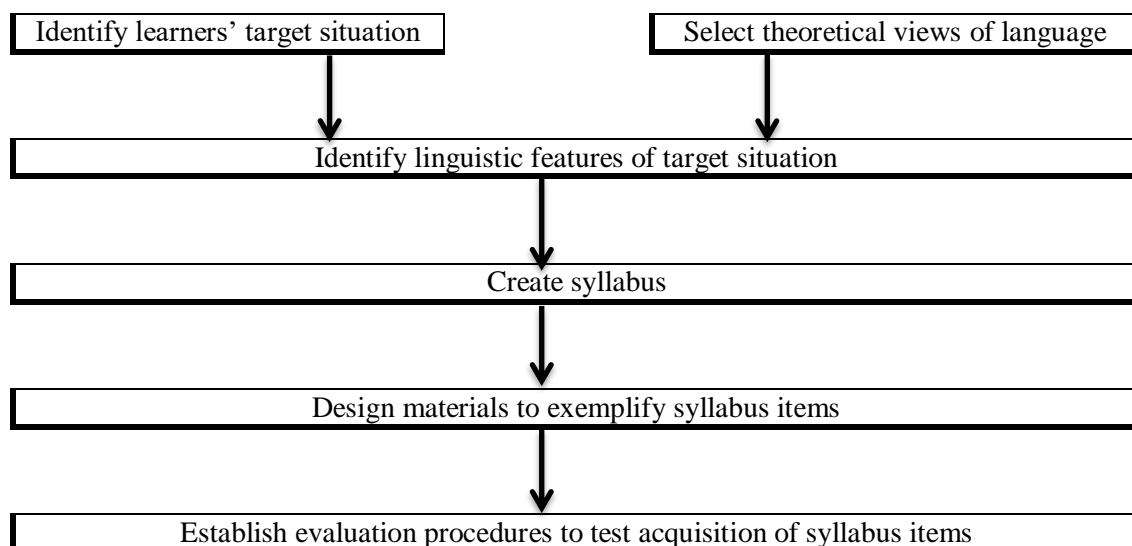 Identify learners’ target situation
Select theoretical views of language
Identify linguistic features of target situation
Create syllabus
Design materials to exemplify syllabus items
Establish evaluation procedures to test acquisition of syllabus items